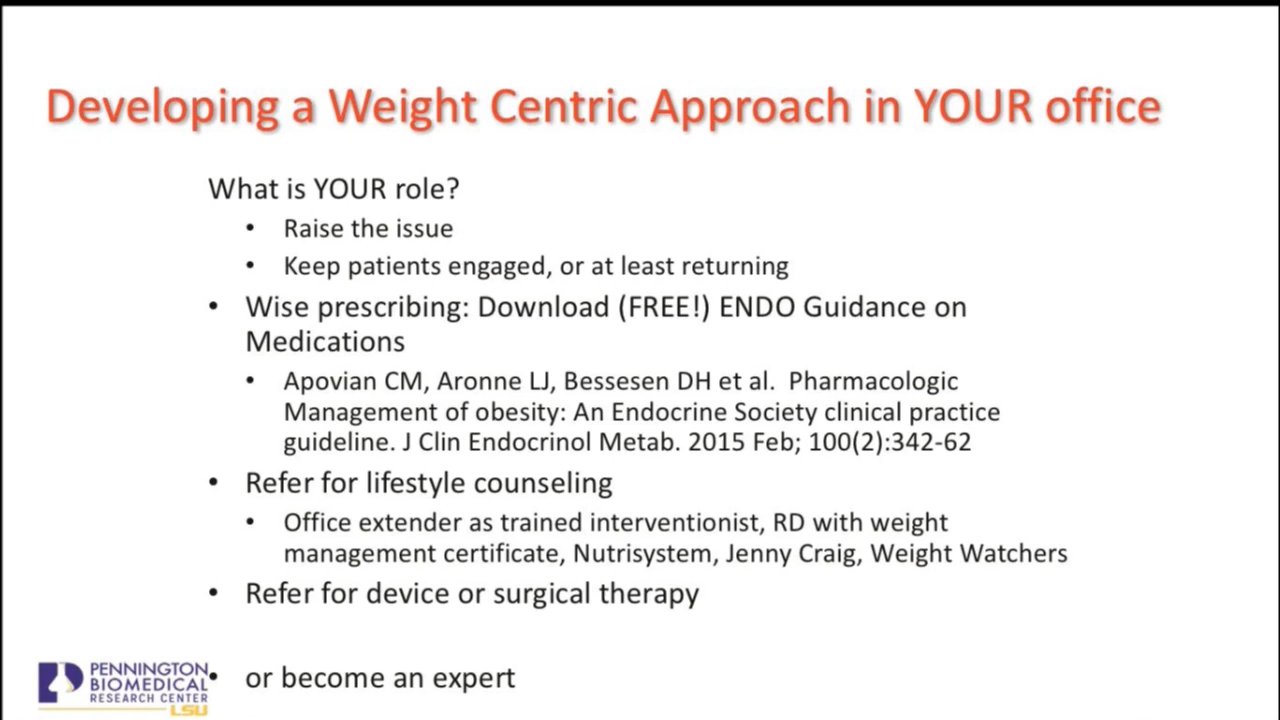 Developing a Weight Centric Approach in YOUR office
What is YOUR role?
• Raise the issue
• Keep patients engaged, or at least returning
• Wise prescribing: Download (FREE!) ENDO Guidance on
Medications
• Apovian CM, Aronne LJ, Bessesen DH et al. Pharmacologic
Management of obesity: An Endocrine Society clinical practice
guideline. J Clin Endocrinol Metab. 2015 Feb; 100(2):342-62
• Refer for lifestyle counseling
• Office extender as trained interventionist, RD with weight
management certificate, Nutrisystem, Jenny Craig, Weight Watchers
• Refer for device or surgical therapy
• or become an expert
PENNINGTON
BIOMEDICAL
RESEARCH CENTER
LSU